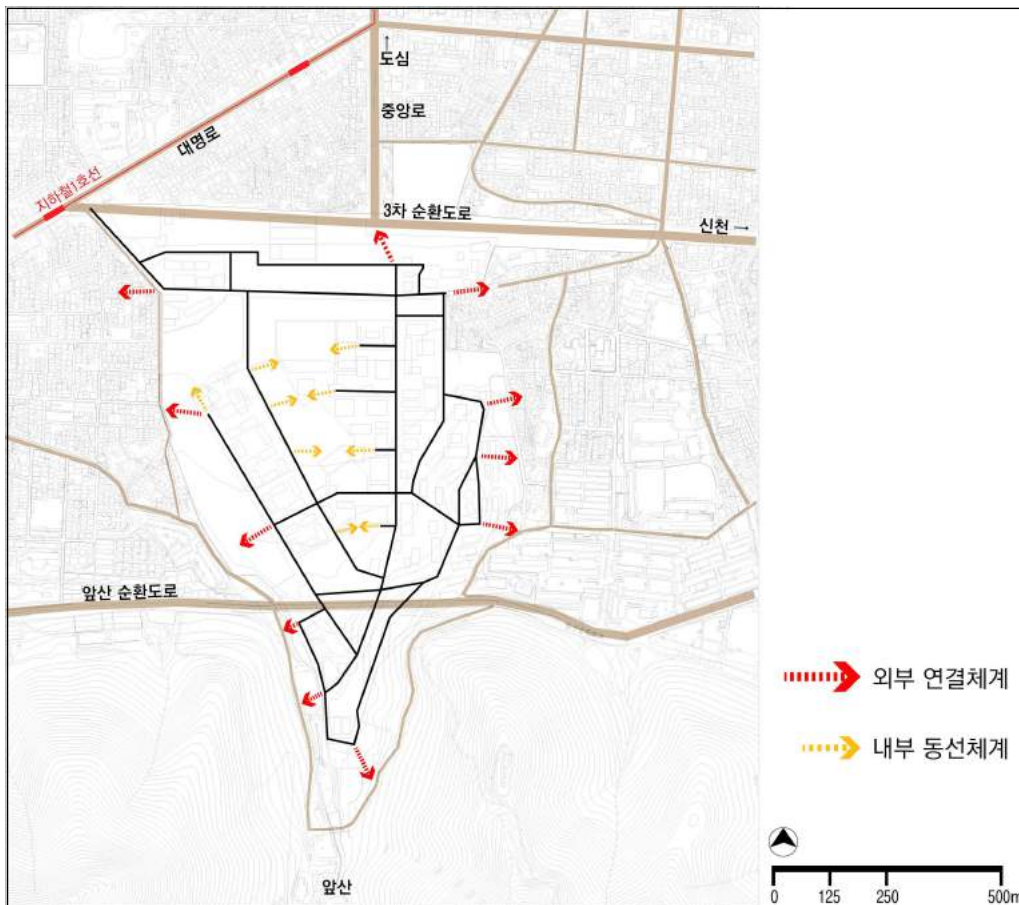 ↑
도심
중앙로
대명로
지하철1호선
3차 순환도로
신천 →
앞산 순환도로
앞산
외부 연결체계
내부 동선체계
0 125 250 500m